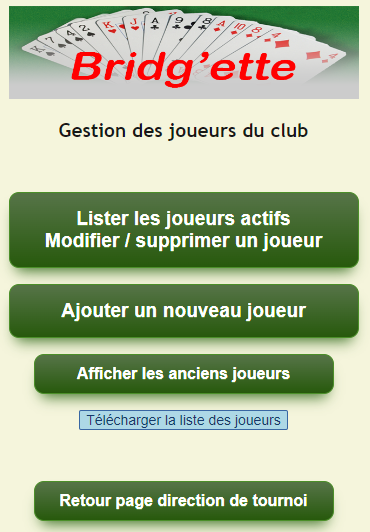 Bridg'ette
Gestion des joueurs du club
Lister les joueurs actifs
Modifier / supprimer un joueur
Ajouter un nouveau joueur
Afficher les anciens joueurs
Télécharger la liste des joueurs
Retour page direction de tournoi